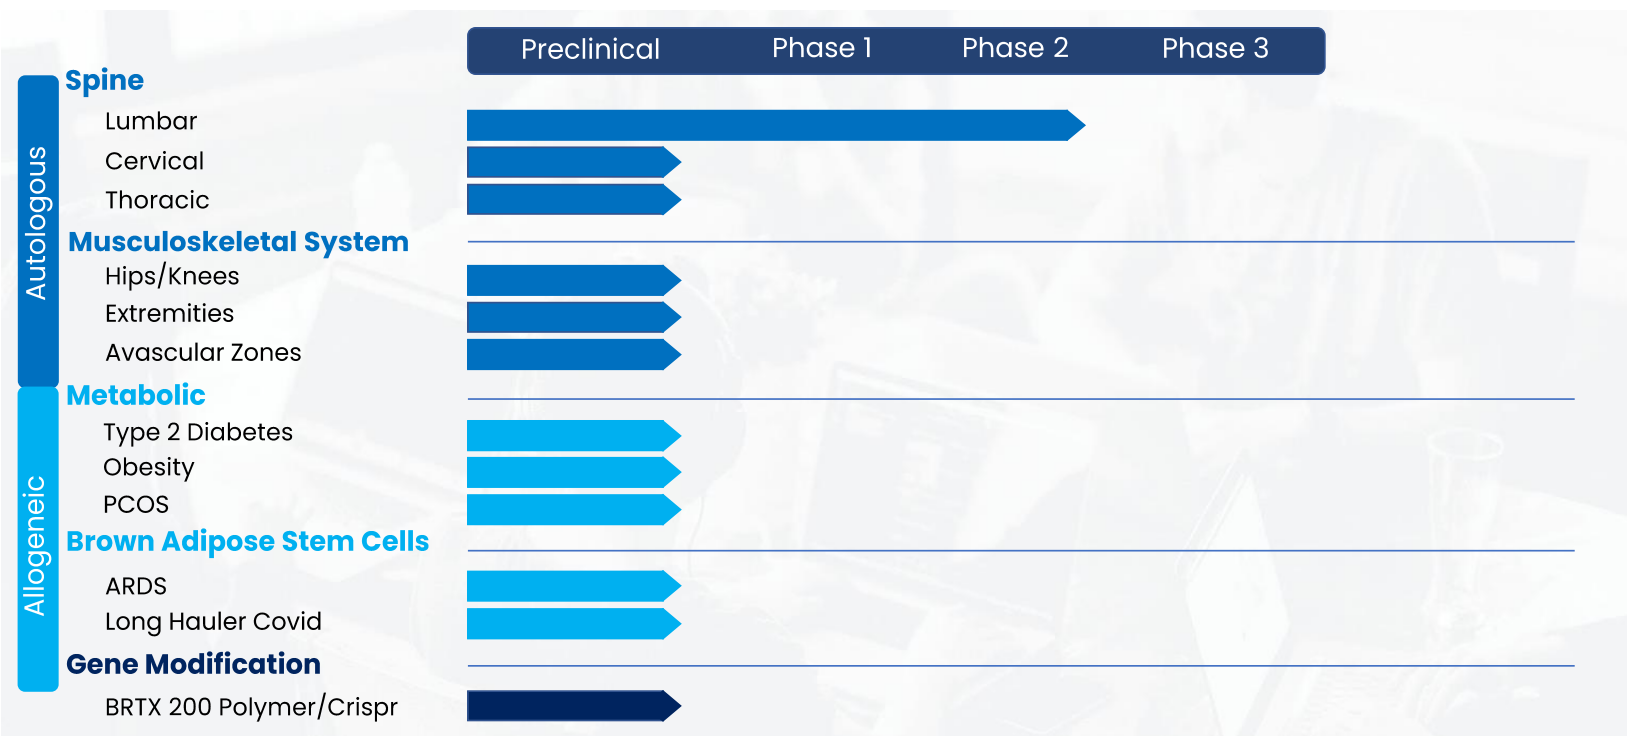 Preclinical Phase 1 Phase 2 Phase 3
Autologous
Spine
Lumbar
Cervical
Thoracic
Musculoskeletal System
Hips/Knees
Extremities
Avascular Zones
Allogeneic
Metabolic
Type 2 Diabetes
Obesity
PCOS
Brown Adipose Stem Cells
ARDS
Long Hauler Covid
Gene Modification
BRTX 200 Polymer/Crispr